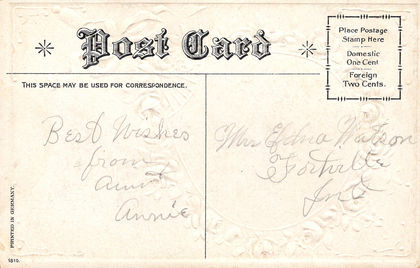 Post Card
Place Postage
Stamp Here
Domestic
One Cent
Foreign
Two Cents.
THIS SPACE MAY BE USED FOR CORRESPONDENCE.
Best Wishes
from
Aunt
Annie
Mrs Edna Watson
Fortville
Ind
PRINTED IN GERMANY.
1810.